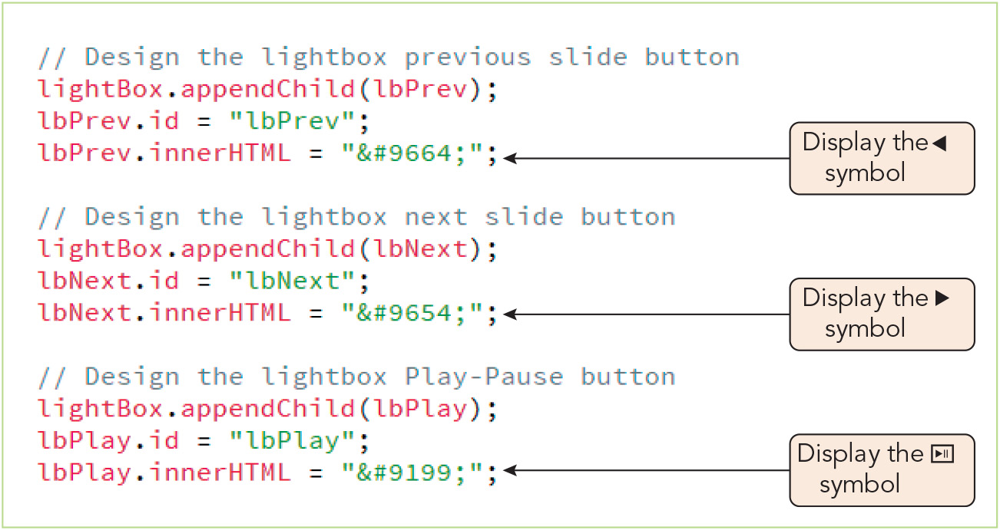 // Design the lightbox previous slide button
lightBox.appendChild(lbPrev);
lbPrev.id = "lbPrev";
lbPrev.innerHTML = "&#9664;";
Display the ◀
symbol
// Design the lightbox next slide button
lightBox.appendChild(lbNext);
lbNext.id = "lbNext";
lbNext.innerHTML = "&#9654;";
Display the ▶
symbol
// Design the lightbox Play-Pause button
lightBox.appendChild(lbPlay);
lbPlay.id = "lbPlay";
lbPlay.innerHTML = "&#9199;";
Display the ⏯
symbol